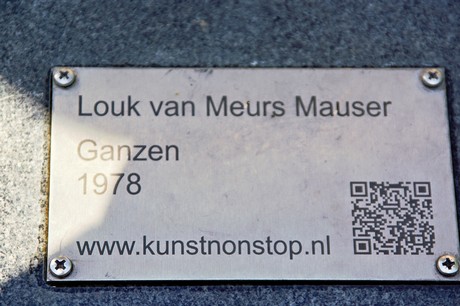 Louk van Meurs Mauser
Ganzen
1978
www.kunstnonstop.nl